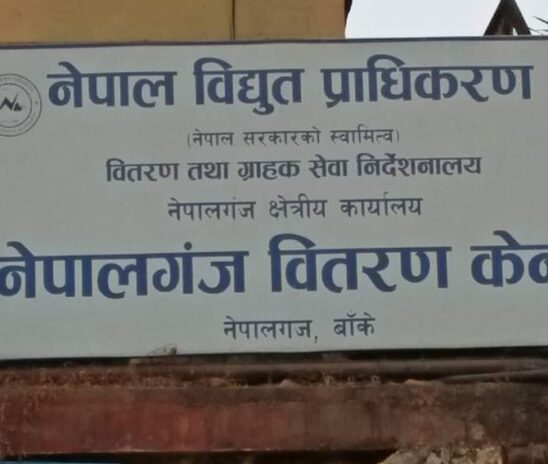 नेपाल विद्युत प्राधिकरण
(नेपाल सरकारको स्वामित्व)
वितरण तथा ग्राहक सेवा निर्देशनालय
नेपालगंज क्षेत्रीय कार्यालय
नेपालगंज वितरण केन
नेपालगज, बाँके